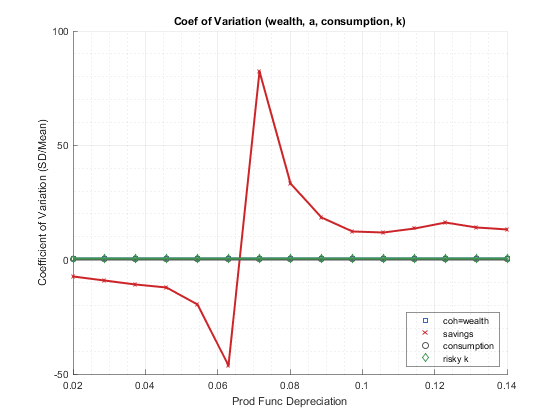 Coef of Variation (wealth, a, consumption, k)
100
50
0
-50
Coefficient of Variation (SD/Mean)
0.02
0.04
0.06
0.08
0.1
0.12
0.14
Prod Func Depreciation
coh=wealth
savings
consumption
risky k